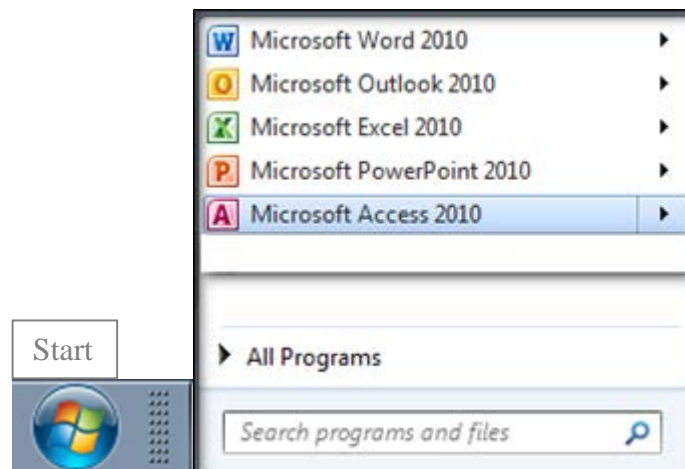 Microsoft Word 2010
Microsoft Outlook 2010
Microsoft Excel 2010
Microsoft PowerPoint 2010
Microsoft Access 2010
Start
All Programs
Search programs and files